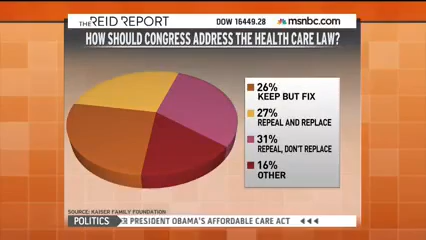 THE REID REPORT
DOW 16449.28
msnbc.com
HOW SHOULD CONGRESS ADDRESS THE HEALTH CARE LAW?
26%
KEEP BUT FIX
27%
REPEAL AND REPLACE
31%
REPEAL, DON'T REPLACE
16%
OTHER
SOURCE: KAISER FAMILY FOUNDATION
POLITICS
PRESIDENT OBAMA'S AFFORDABLE CARE ACT